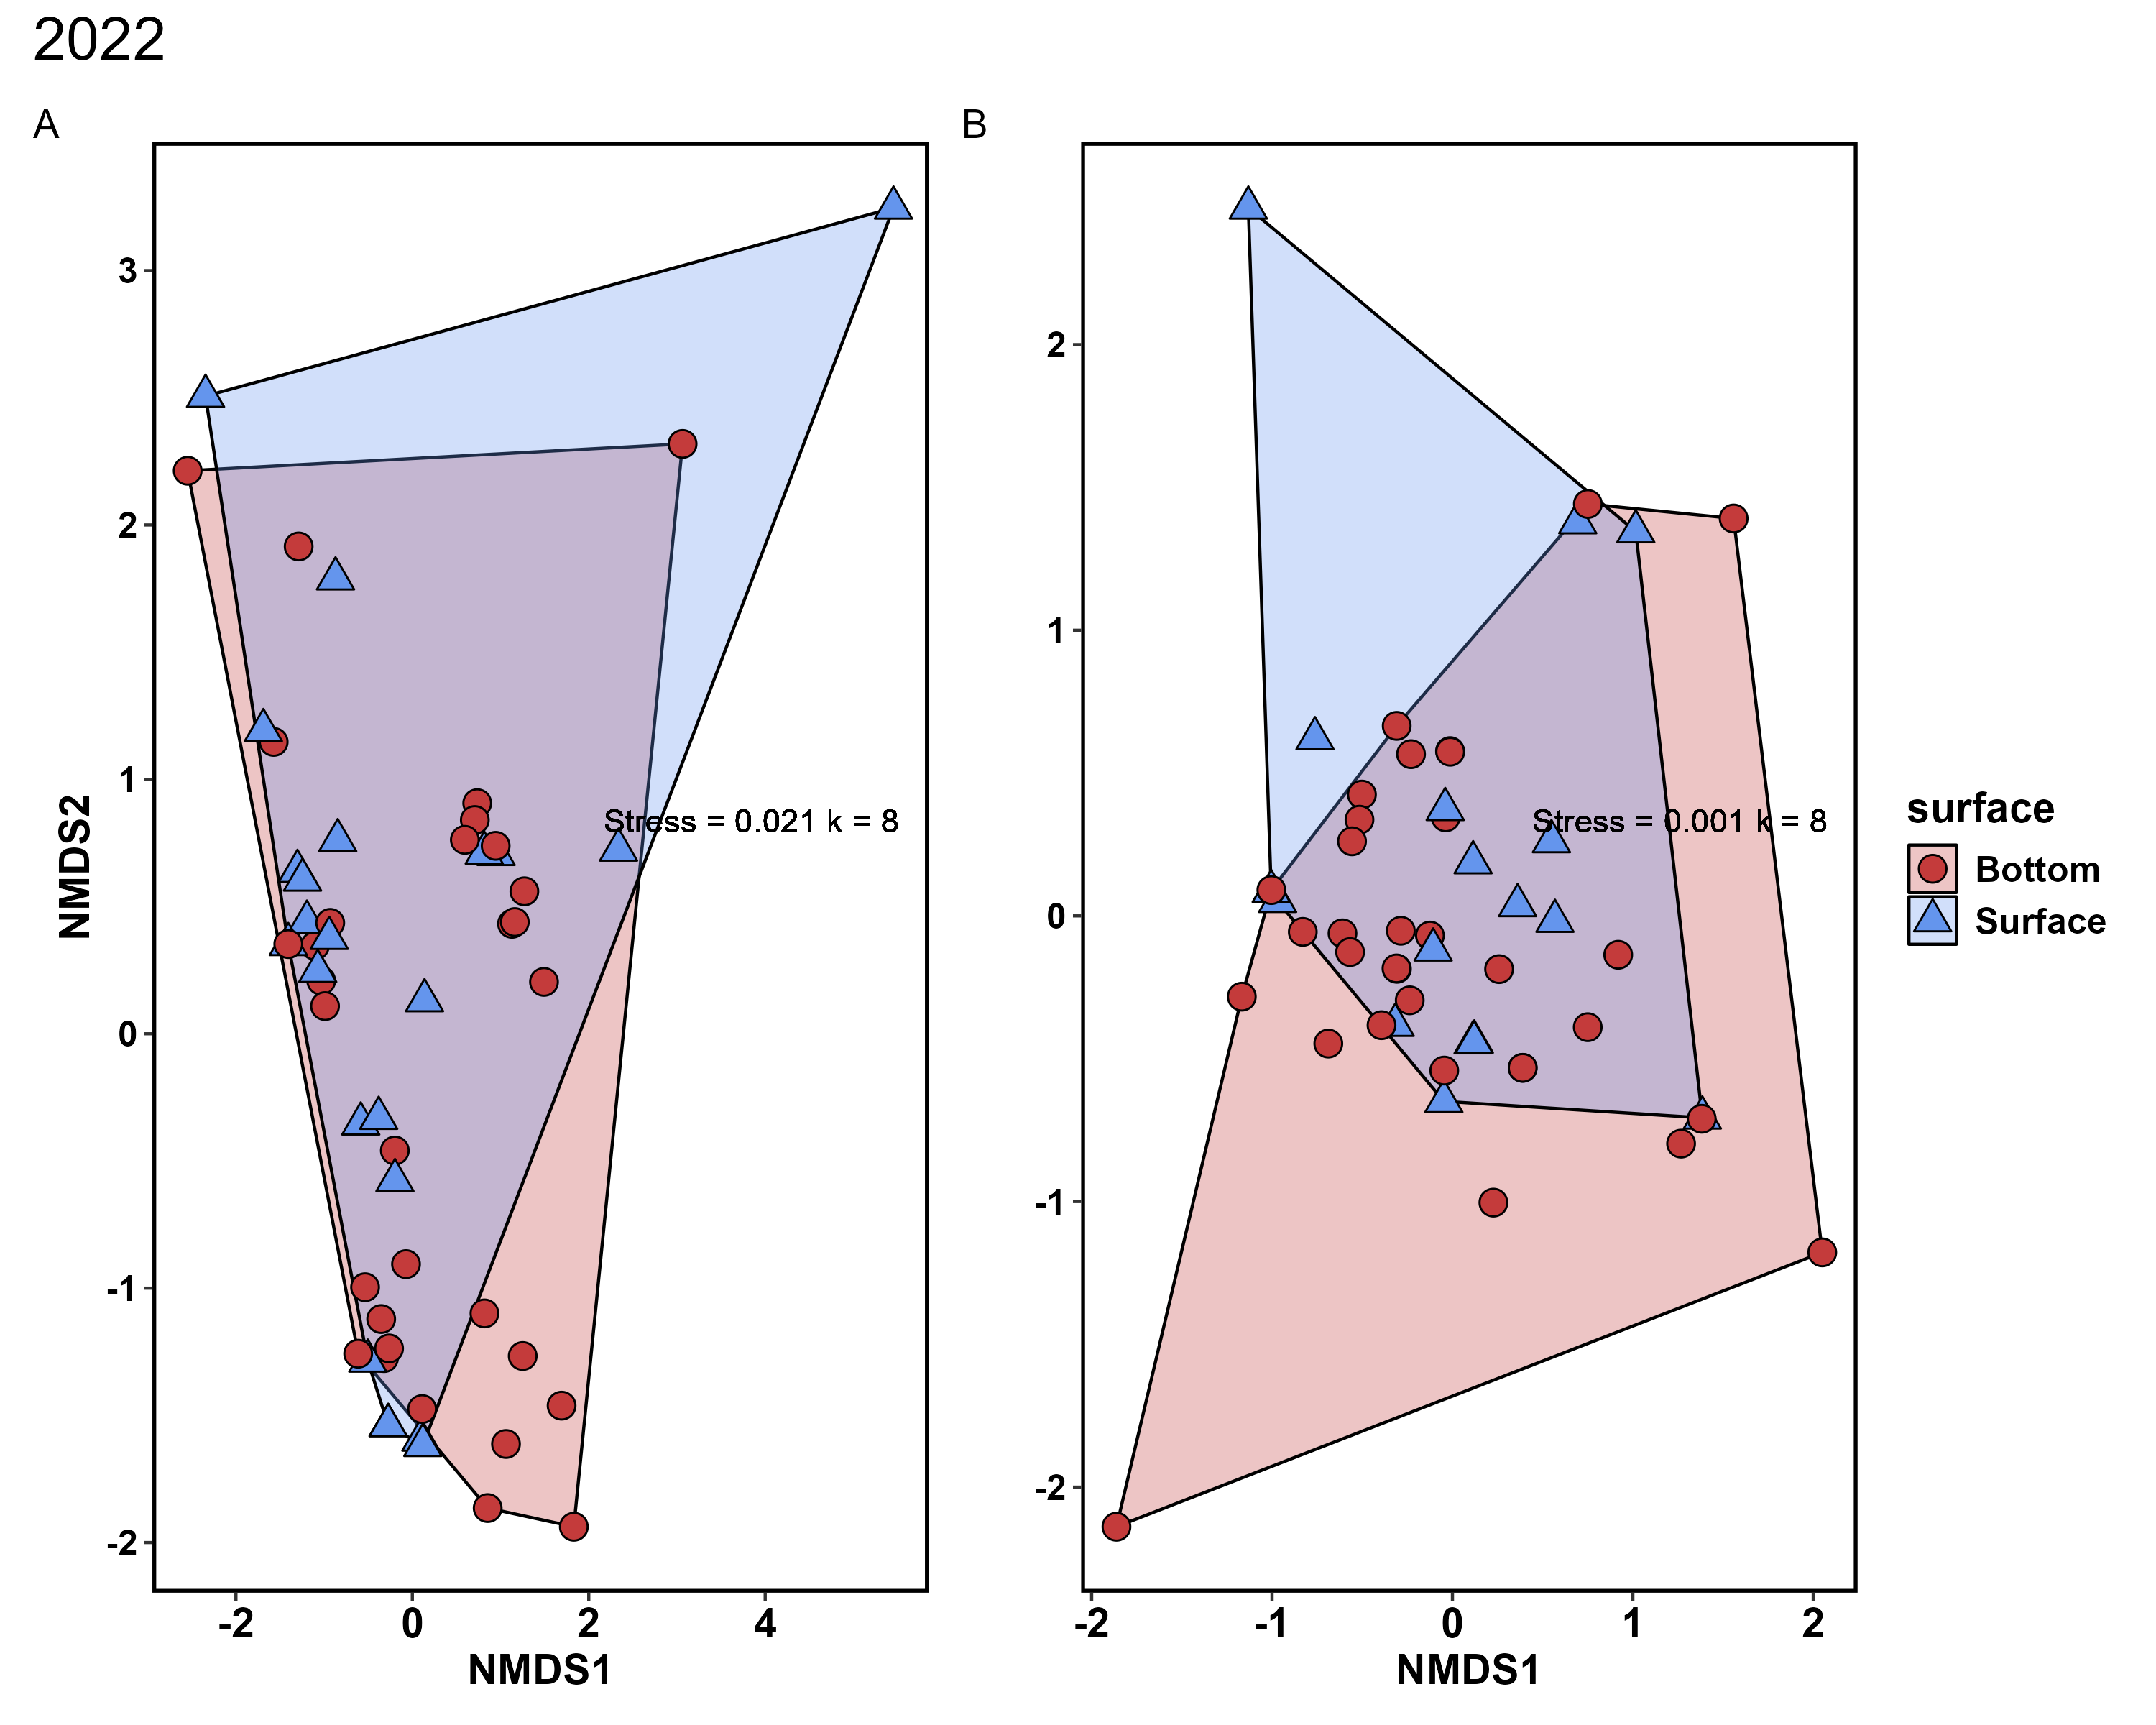 2022
A
B
3
2
1
0
-1
-2
NMDS2
-2
0
2
4
NMDS1
Stress = 0.021 k = 8
2
1
0
-1
-2
-2
-1
0
1
2
NMDS1
Stress = 0.001 k = 8
surface
Bottom
Surface